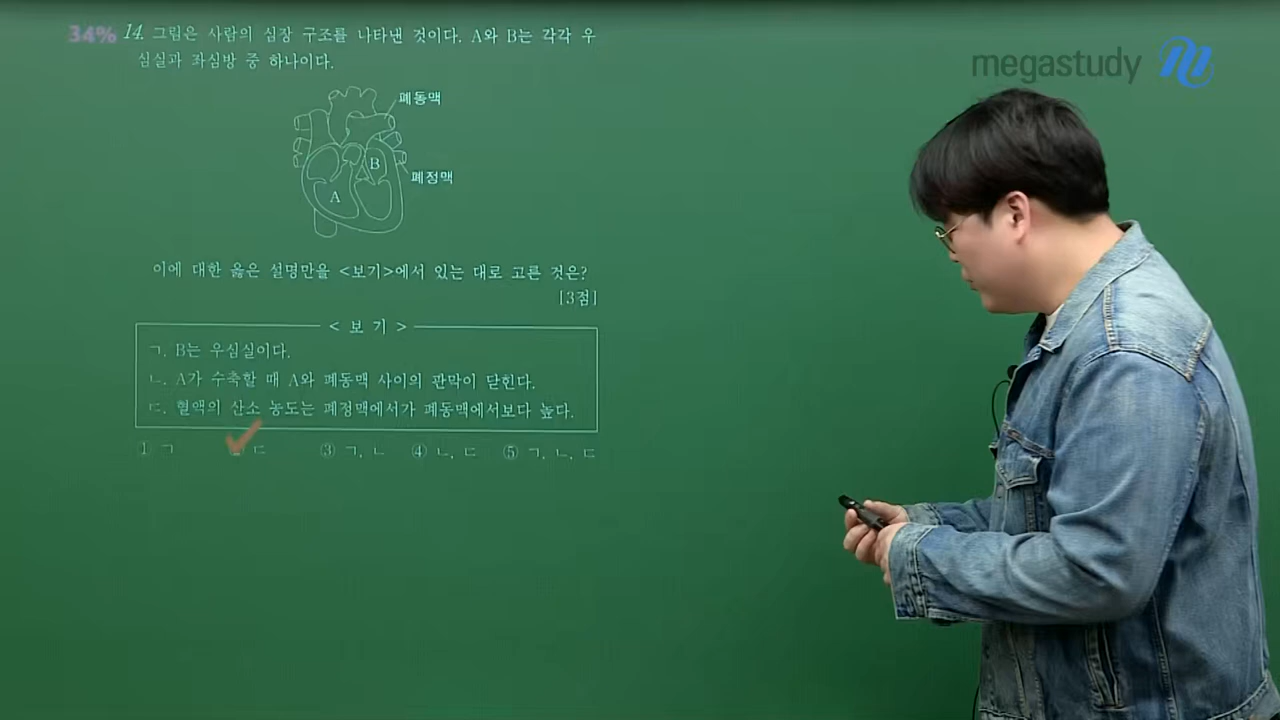 34% 14. 그림은 사람의 심장 구조를 나타낸 것이다. A와 B는 각각 우
심실과 좌심방 중 하나이다.
megastudy
폐동맥
B
폐정맥
A
이에 대한 옳은 설명만을 <보기>에서 있는 대로 고른 것은?
[3점]
< 보 기 >
ㄱ. B는 우심실이다.
ㄴ. A가 수축할 때 A와 폐동맥 사이의 판막이 닫힌다.
ㄷ. 혈액의 산소 농도는 폐정맥에서가 폐동맥에서보다 높다.
① ㄱ ㄷ ③ ㄱ, ㄴ ④ ㄴ, ㄷ ⑤ ㄱ, ㄴ, ㄷ